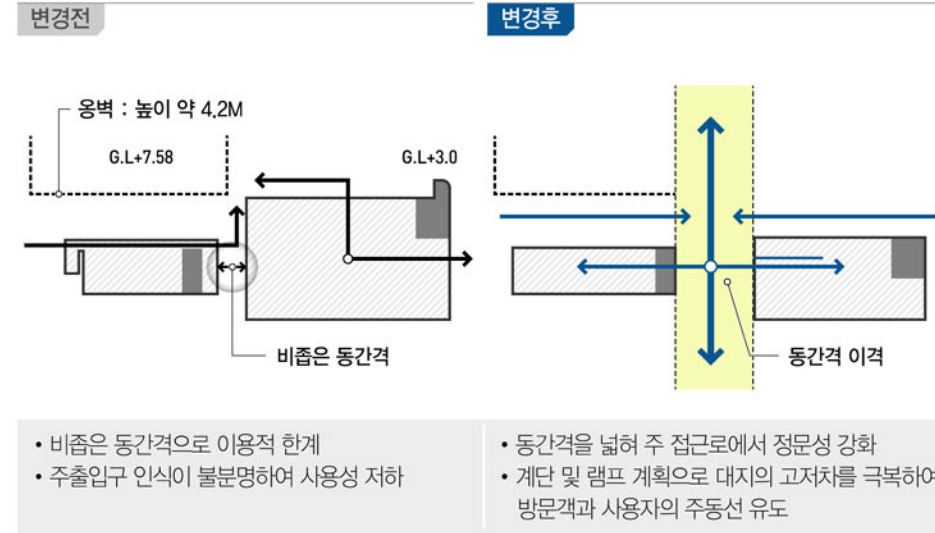 변경전
변경후
옹벽 : 높이 약 4.2M
G.L+7.58
G.L+3.0
비좁은 동간격
동간격 이격
• 비좁은 동간격으로 이용적 한계
• 주출입구 인식이 불분명하여 사용성 저하
• 동간격을 넓혀 주 접근로에서 정문성 강화
• 계단 및 램프 계획으로 대지의 고저차를 극복하여
방문객과 사용자의 주동선 유도